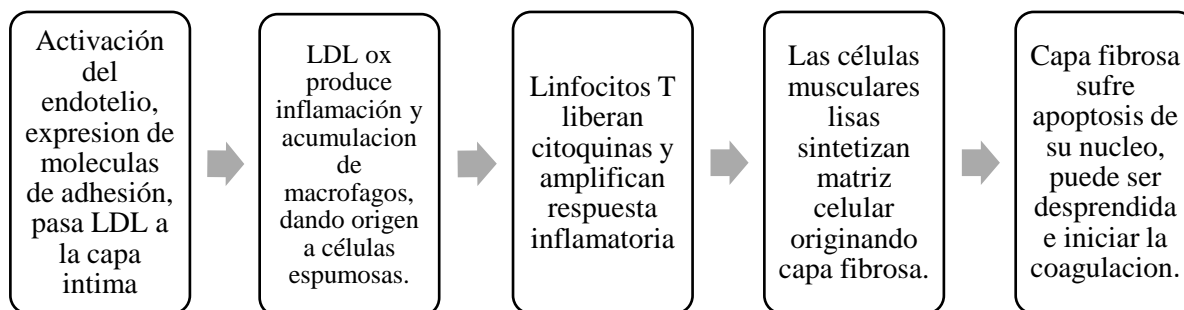 Activación
del
endotelio,
expresion de
moleculas
de adhesión,
pasa LDL a
la capa
intima
LDL ox
produce
inflamación y
acumulacion
de
macrofagos,
dando origen
a células
espumosas.
Linfocitos T
liberan
citoquinas y
amplifican
respuesta
inflamatoria
Las células
musculares
lisas
sintetizan
matriz
celular
originando
capa fibrosa.
Capa fibrosa
sufre
apoptosis de
su nucleo,
puede ser
desprendida
e iniciar la
coagulacion.